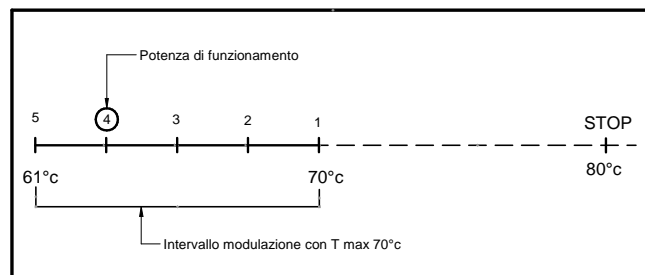 Potenza di funzionamento
5 4 3 2 1 STOP
61°c 70°c 80°c
Intervallo modulazione con T max 70°c